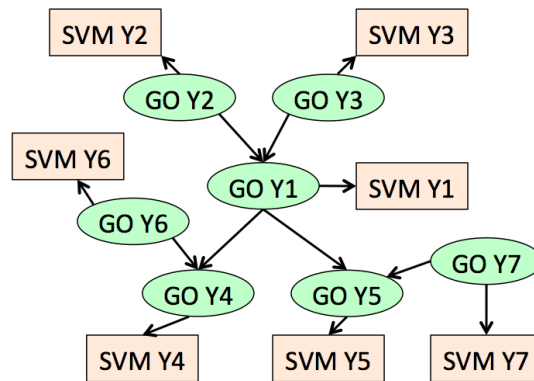 SVM Y2
SVM Y3
GO Y2
GO Y3
SVM Y6
GO Y1
SVM Y1
GO Y6
GO Y7
GO Y4
GO Y5
SVM Y4
SVM Y5
SVM Y7